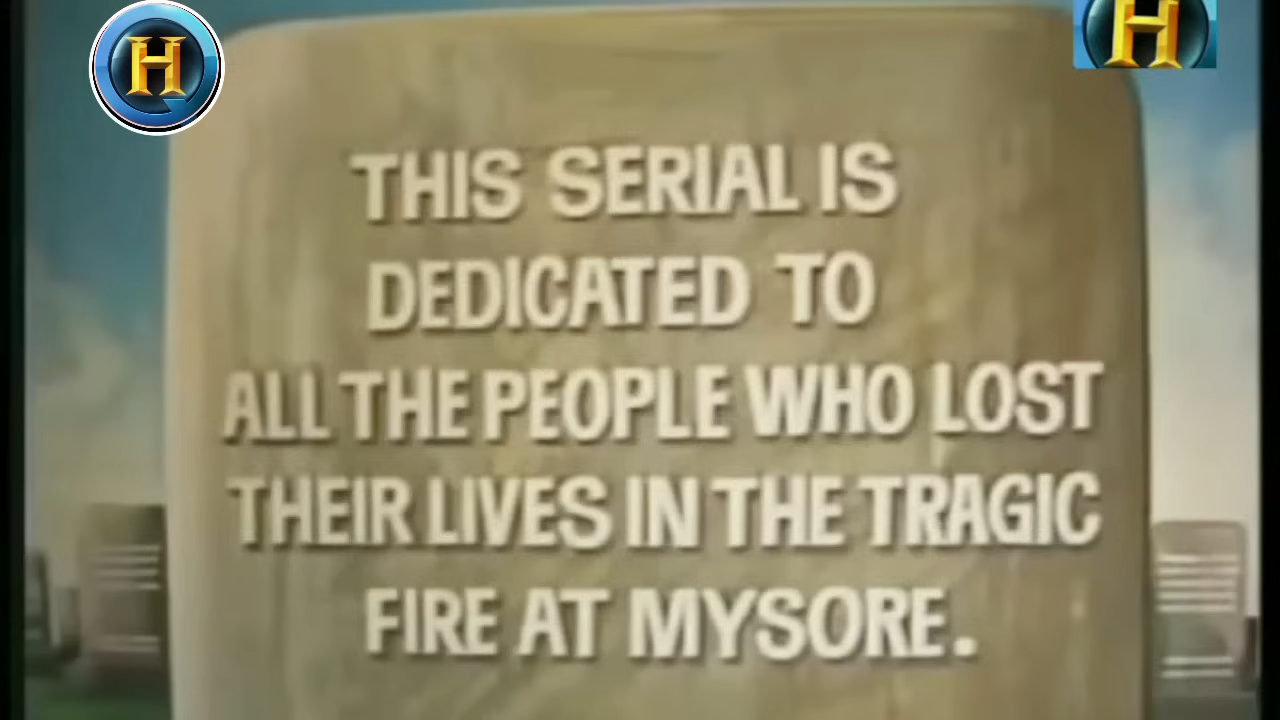 H H
THIS SERIAL IS
DEDICATED TO
ALL THE PEOPLE WHO LOST
THEIR LIVES IN THE TRAGIC
FIRE AT MYSORE.